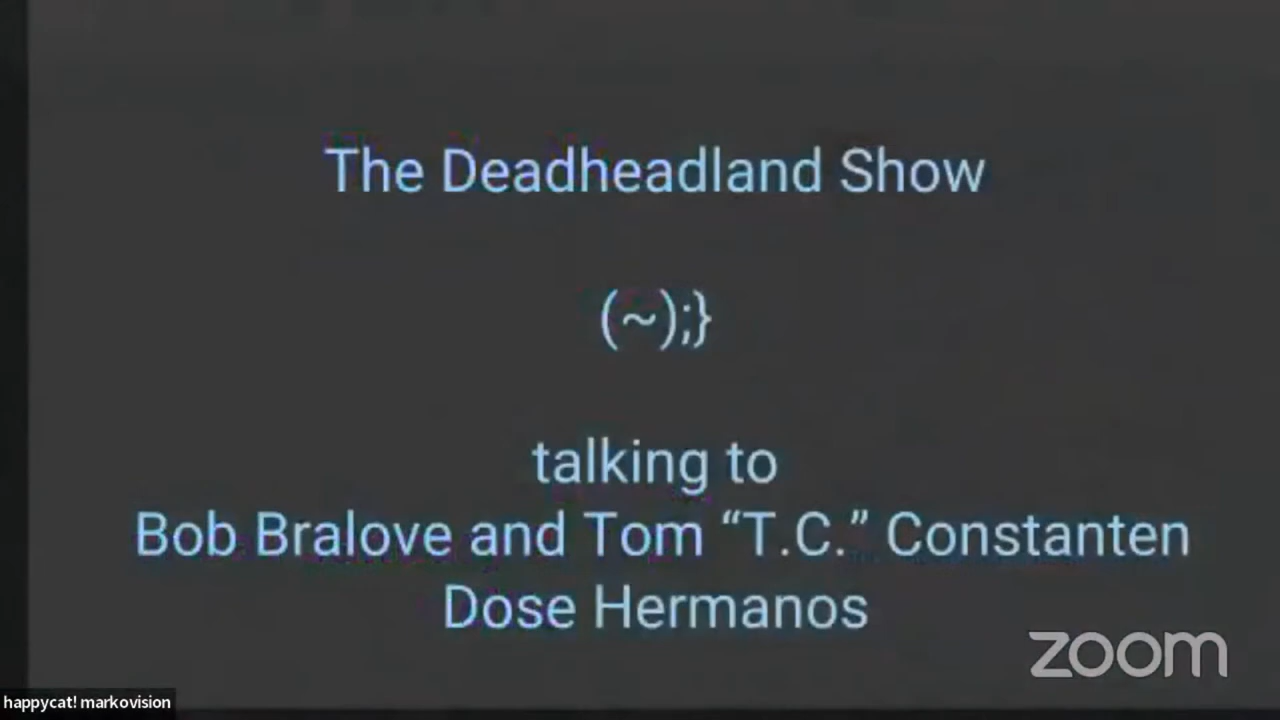 The Deadheadland Show
(~);}
talking to
Bob Bralove and Tom “T.C.” Constanten
Dose Hermanos
zoom
happycat! markovision